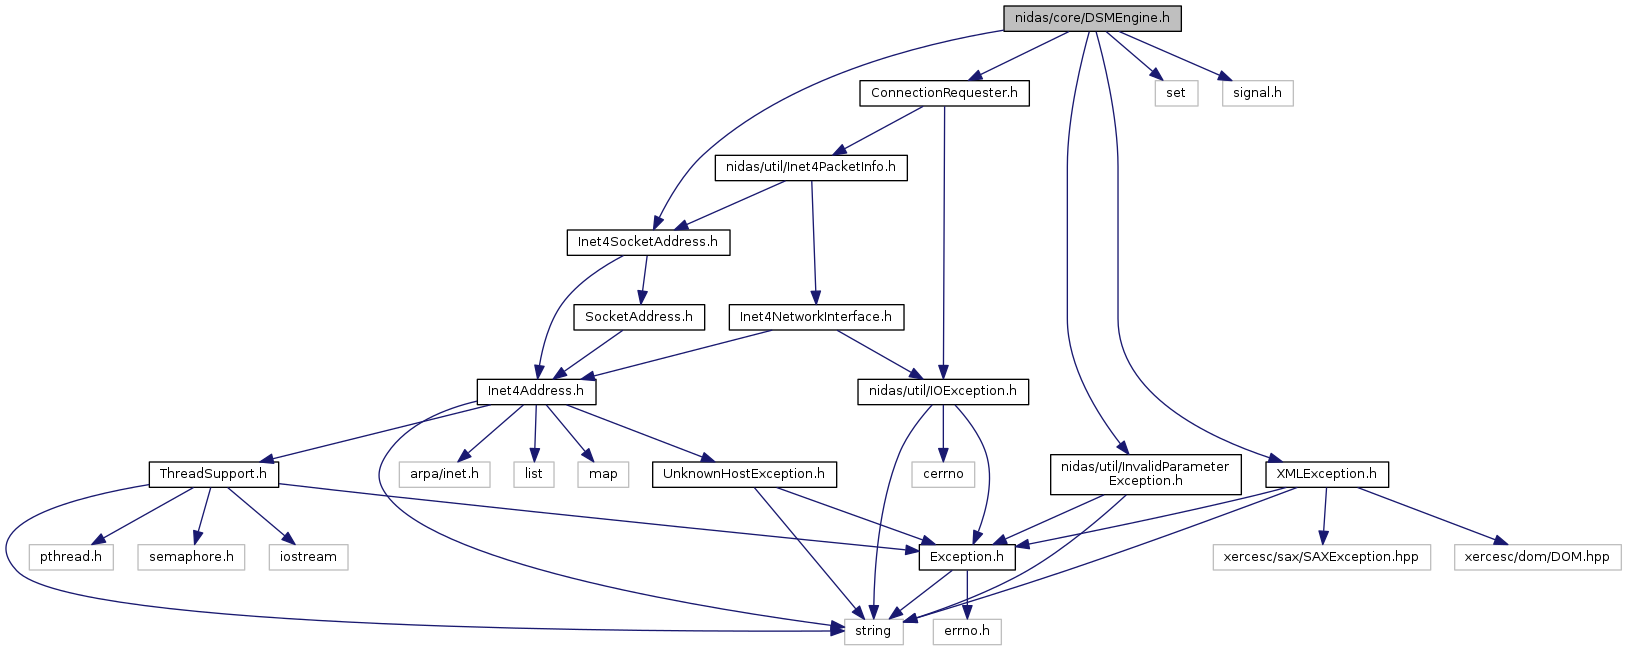 nidas/core/DSMEngine.h
ConnectionRequester.h
set
signal.h
nidas/util/Inet4PacketInfo.h
Inet4SocketAddress.h
SocketAddress.h
Inet4NetworkInterface.h
Inet4Address.h
nidas/util/IOException.h
ThreadSupport.h
arpa/inet.h
list
map
UnknownHostException.h
cerrno
nidas/util/InvalidParameter
Exception.h
XMLException.h
pthread.h
semaphore.h
iostream
Exception.h
xercesc/sax/SAXException.hpp
xercesc/dom/DOM.hpp
string
errno.h